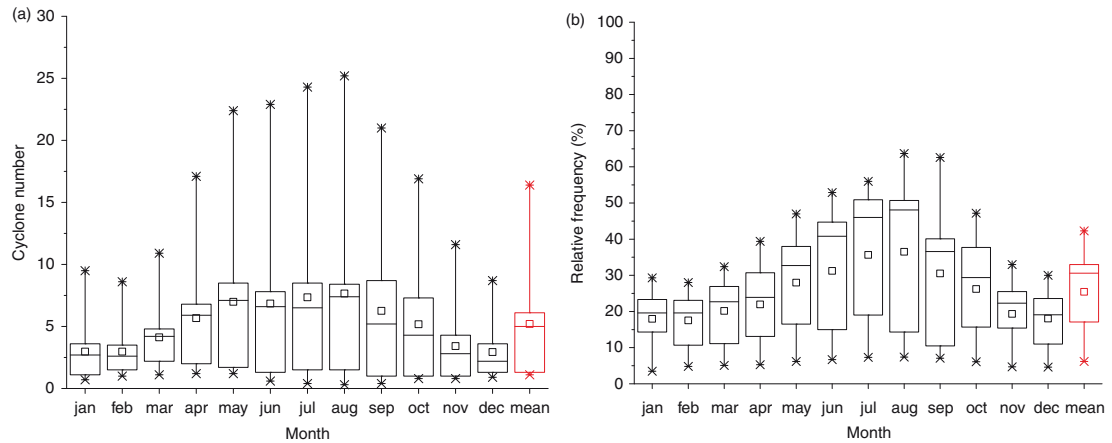 (a)
30
25
20
15
10
5
0
Cyclone number
jan feb mar apr may jun jul aug sep oct nov dec mean
Month
(b)
100
90
80
70
60
50
40
30
20
10
0
Relative frequency (%)
jan feb mar apr may jun jul aug sep oct nov dec mean
Month